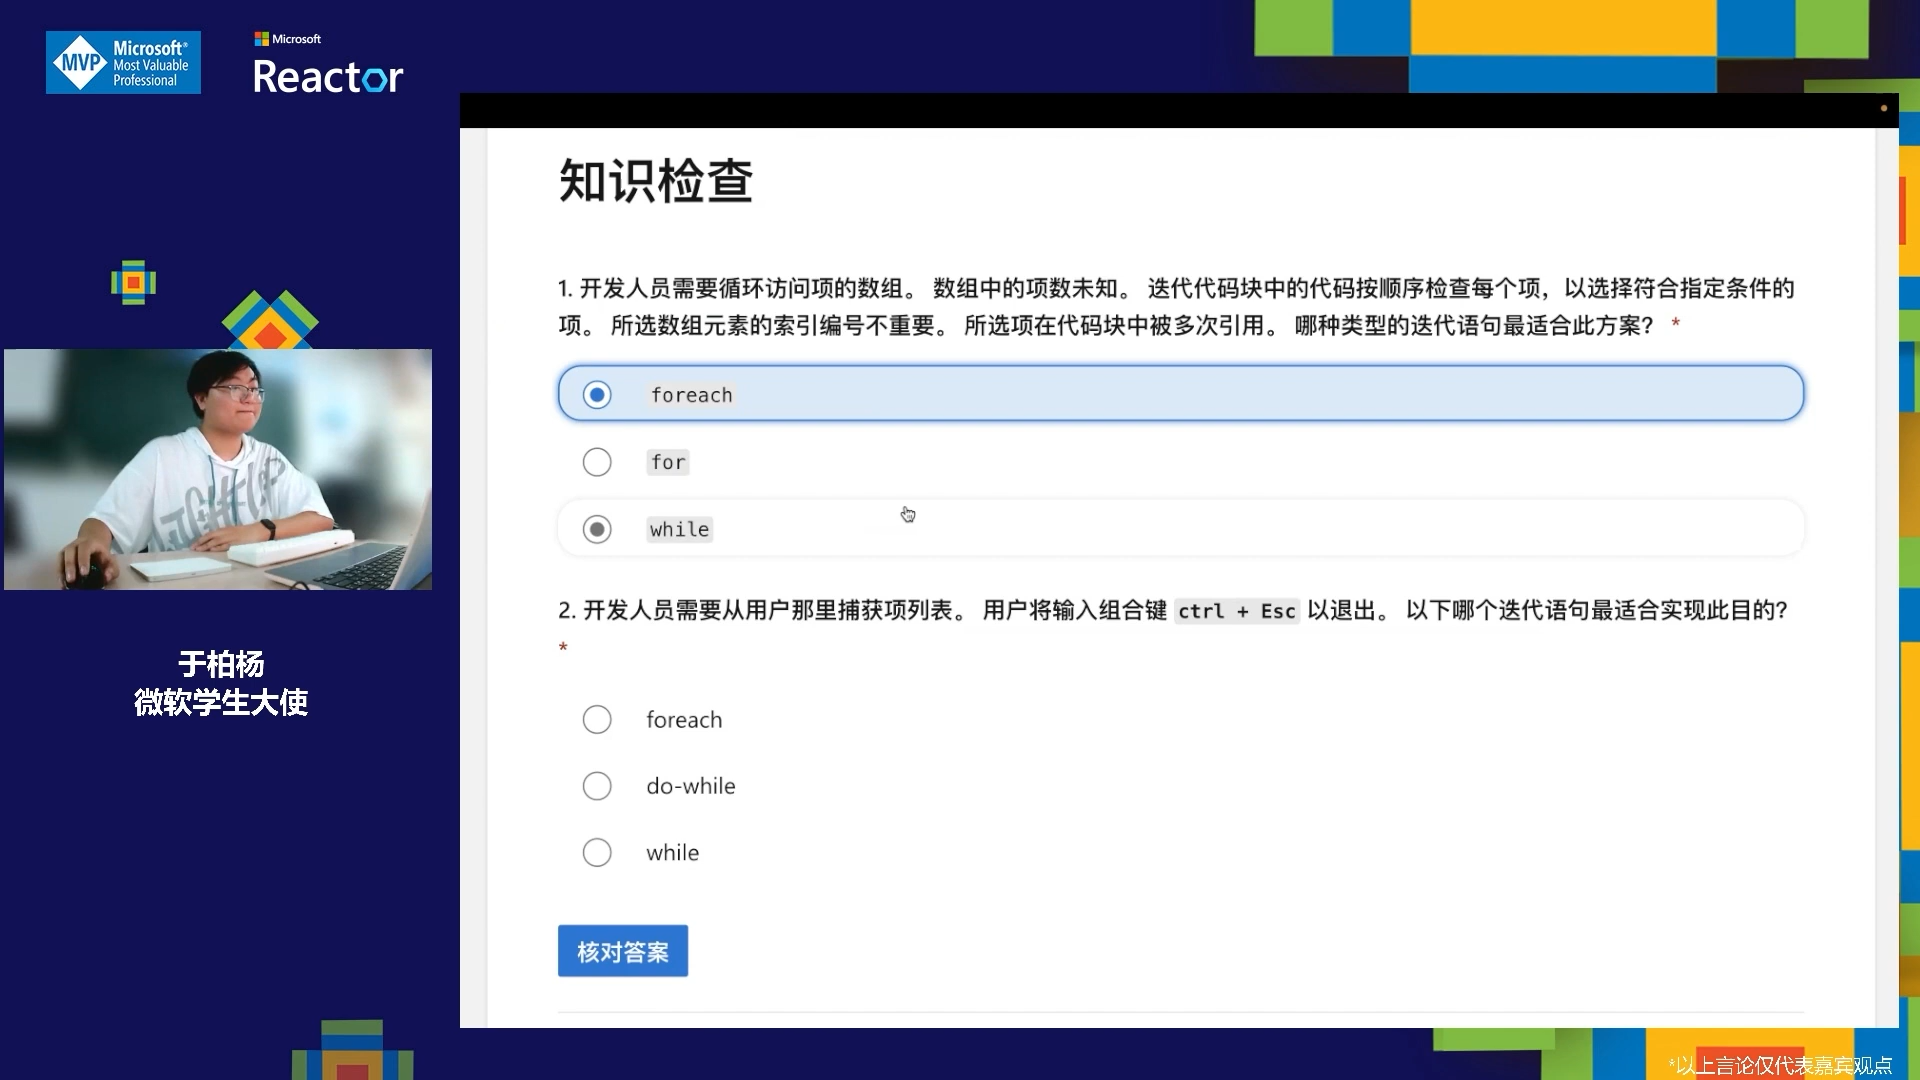 MVP
Microsoft®
Most Valuable
Professional
Microsoft
Reactor
知识检查
1. 开发人员需要循环访问项的数组。 数组中的项数未知。 迭代代码块中的代码按顺序检查每个项，以选择符合指定条件的
项。 所选数组元素的索引编号不重要。 所选项在代码块中被多次引用。 哪种类型的迭代语句最适合此方案？ *
foreach
for
while
2. 开发人员需要从用户那里捕获项列表。 用户将输入组合键 ctrl + Esc 以退出。 以下哪个迭代语句最适合实现此目的？
*
foreach
do-while
while
核对答案
于柏杨
微软学生大使
*以上言论仅代表嘉宾观点